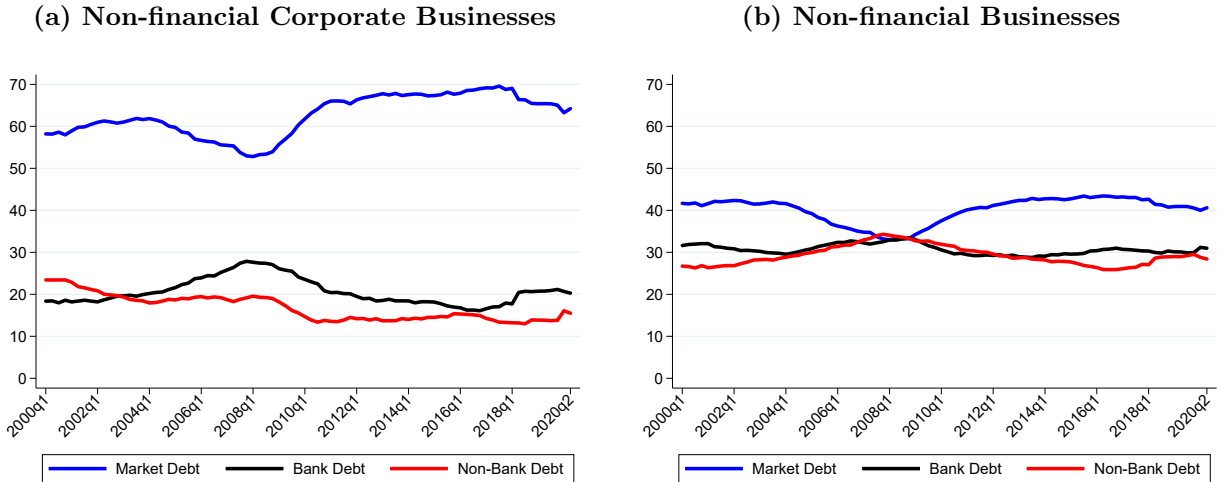 (a) Non-financial Corporate Businesses
70
60
50
40
30
20
10
0
2000q1
2002q1
2004q1
2006q1
2008q1
2010q1
2012q1
2014q1
2016q1
2018q1
2020q2
Market Debt Bank Debt Non-Bank Debt
(b) Non-financial Businesses
70
60
50
40
30
20
10
0
2000q1
2002q1
2004q1
2006q1
2008q1
2010q1
2012q1
2014q1
2016q1
2018q1
2020q2
Market Debt Bank Debt Non-Bank Debt